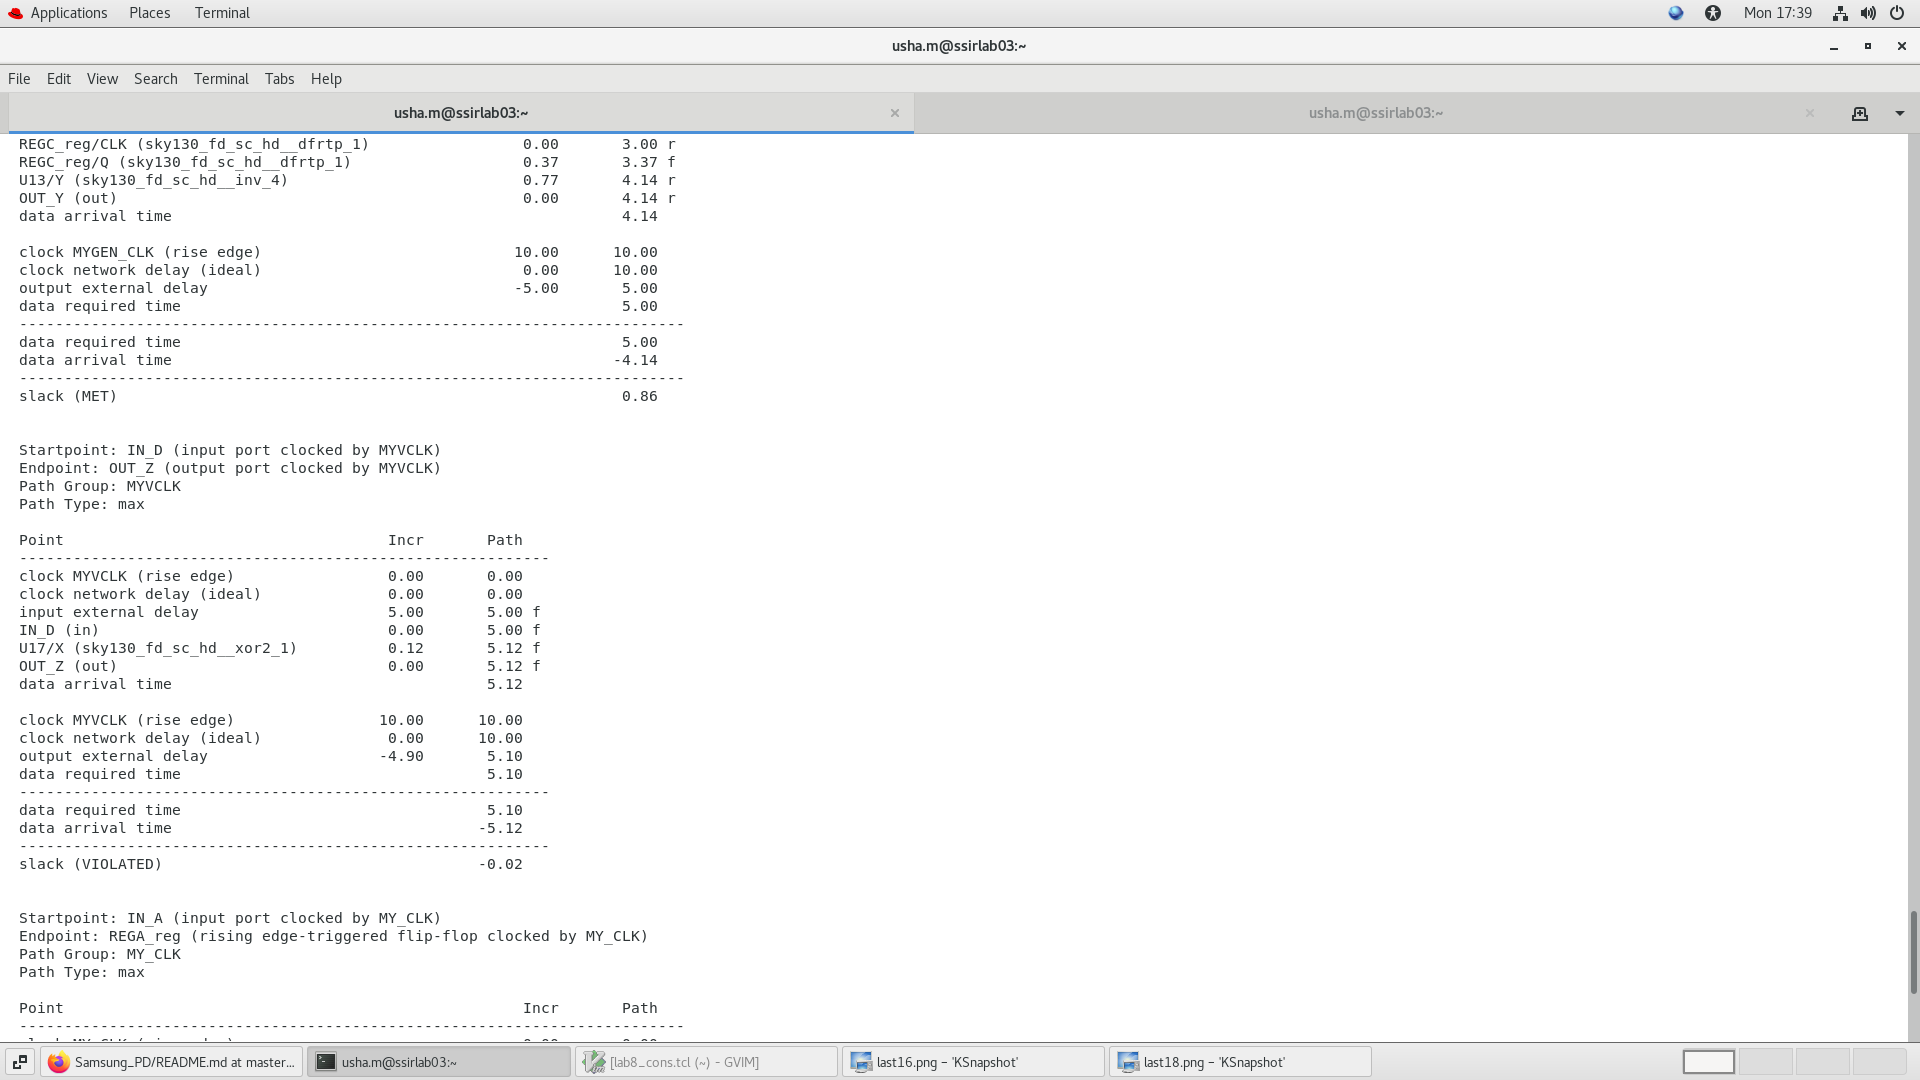 Applications Places Terminal Mon 17:39
usha.m@ssirlab03:~
File Edit View Search Terminal Tabs Help
usha.m@ssirlab03:~ × usha.m@ssirlab03:~ ×
REGC_reg/CLK (sky130_fd_sc_hd__dfrtp_1) 0.00 3.00 r
REGC_reg/Q (sky130_fd_sc_hd__dfrtp_1) 0.37 3.37 f
U13/Y (sky130_fd_sc_hd__inv_4) 0.77 4.14 r
OUT_Y (out) 0.00 4.14 r
data arrival time 4.14
clock MYGEN_CLK (rise edge) 10.00 10.00
clock network delay (ideal) 0.00 10.00
output external delay -5.00 5.00
data required time 5.00
--------------------------------------------------------------------------
data required time 5.00
data arrival time -4.14
--------------------------------------------------------------------------
slack (MET) 0.86
Startpoint: IN_D (input port clocked by MYVCLK)
Endpoint: OUT_Z (output port clocked by MYVCLK)
Path Group: MYVCLK
Path Type: max
Point Incr Path
-----------------------------------------------------------
clock MYVCLK (rise edge) 0.00 0.00
clock network delay (ideal) 0.00 0.00
input external delay 5.00 5.00 f
IN_D (in) 0.00 5.00 f
U17/X (sky130_fd_sc_hd__xor2_1) 0.12 5.12 f
OUT_Z (out) 0.00 5.12 f
data arrival time 5.12
clock MYVCLK (rise edge) 10.00 10.00
clock network delay (ideal) 0.00 10.00
output external delay -4.90 5.10
data required time 5.10
-----------------------------------------------------------
data required time 5.10
data arrival time -5.12
-----------------------------------------------------------
slack (VIOLATED) -0.02
Startpoint: IN_A (input port clocked by MY_CLK)
Endpoint: REGA_reg (rising edge-triggered flip-flop clocked by MY_CLK)
Path Group: MY_CLK
Path Type: max
Point Incr Path
--------------------------------------------------------------------------
Samsung_PD/README.md at master... usha.m@ssirlab03:~ [lab8_cons.tcl (~) - GVIM] last16.png – 'KSnapshot' last18.png – 'KSnapshot'